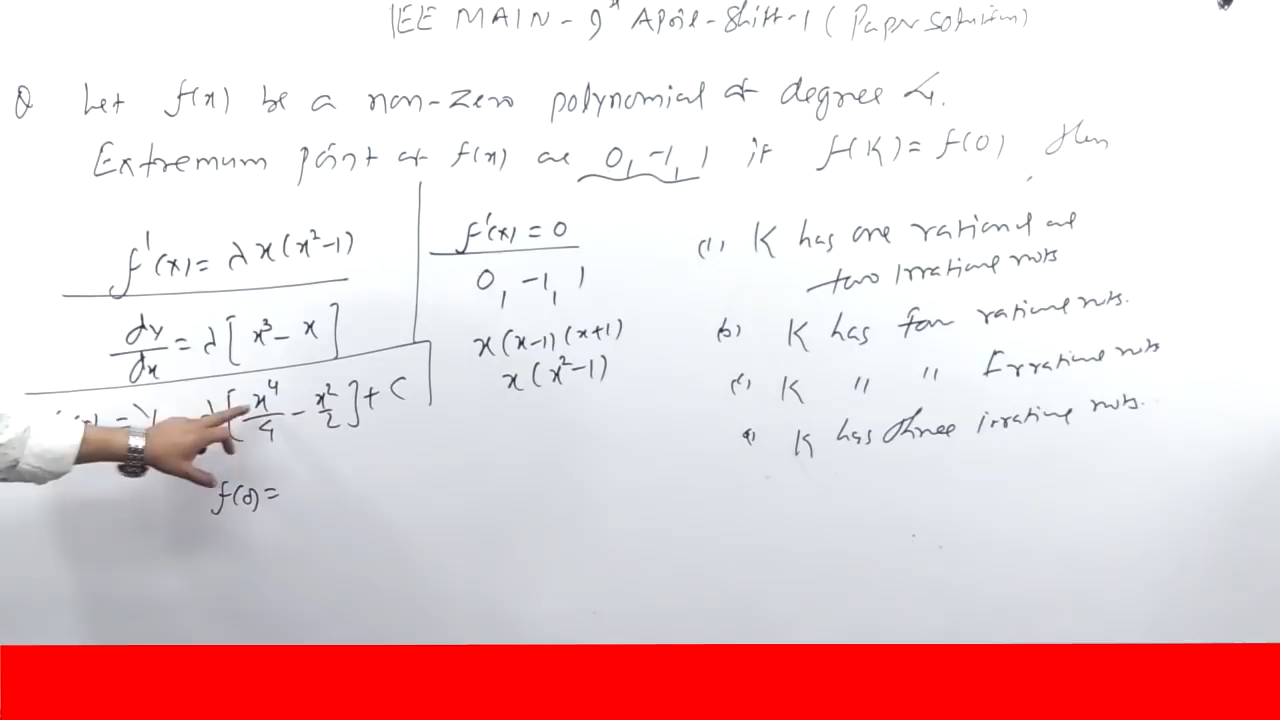 JEE MAIN - 9th April - Shift-1 (Paper solution)
Q Let f(x) be a non-zero polynomial of degree 4.
Extremum point of f(x) are 0, -1, 1 if f(K) = f(0) then
f'(x) = λ x (x² - 1)
dy/dx = λ [ x³ - x ]
λ [ x⁴/4 - x²/2 ] + C
f(0) =
f'(x) = 0
0, -1, 1
x (x-1) (x+1)
x (x² - 1)
(1) K has one rational and
two irrational roots
(b) K has four rational roots.
(c) K " " Irrational roots
K has three irrational roots.